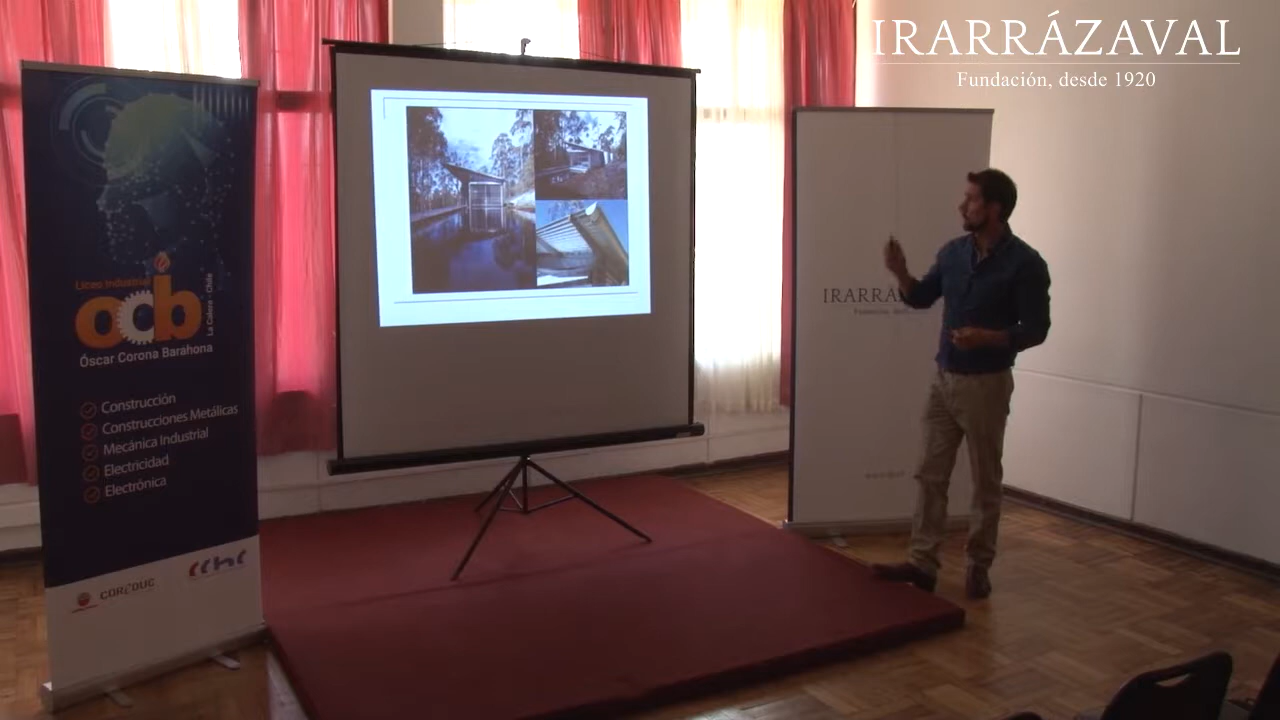 IRARRÁZAVAL
Fundación, desde 1920
Liceo Industrial
ocb
La Calera - Chile
Óscar Corona Barahona
Construcción
Construcciones Metálicas
Mecánica Industrial
Electricidad
Electrónica
COREDUC
cchc
IRARRÁ